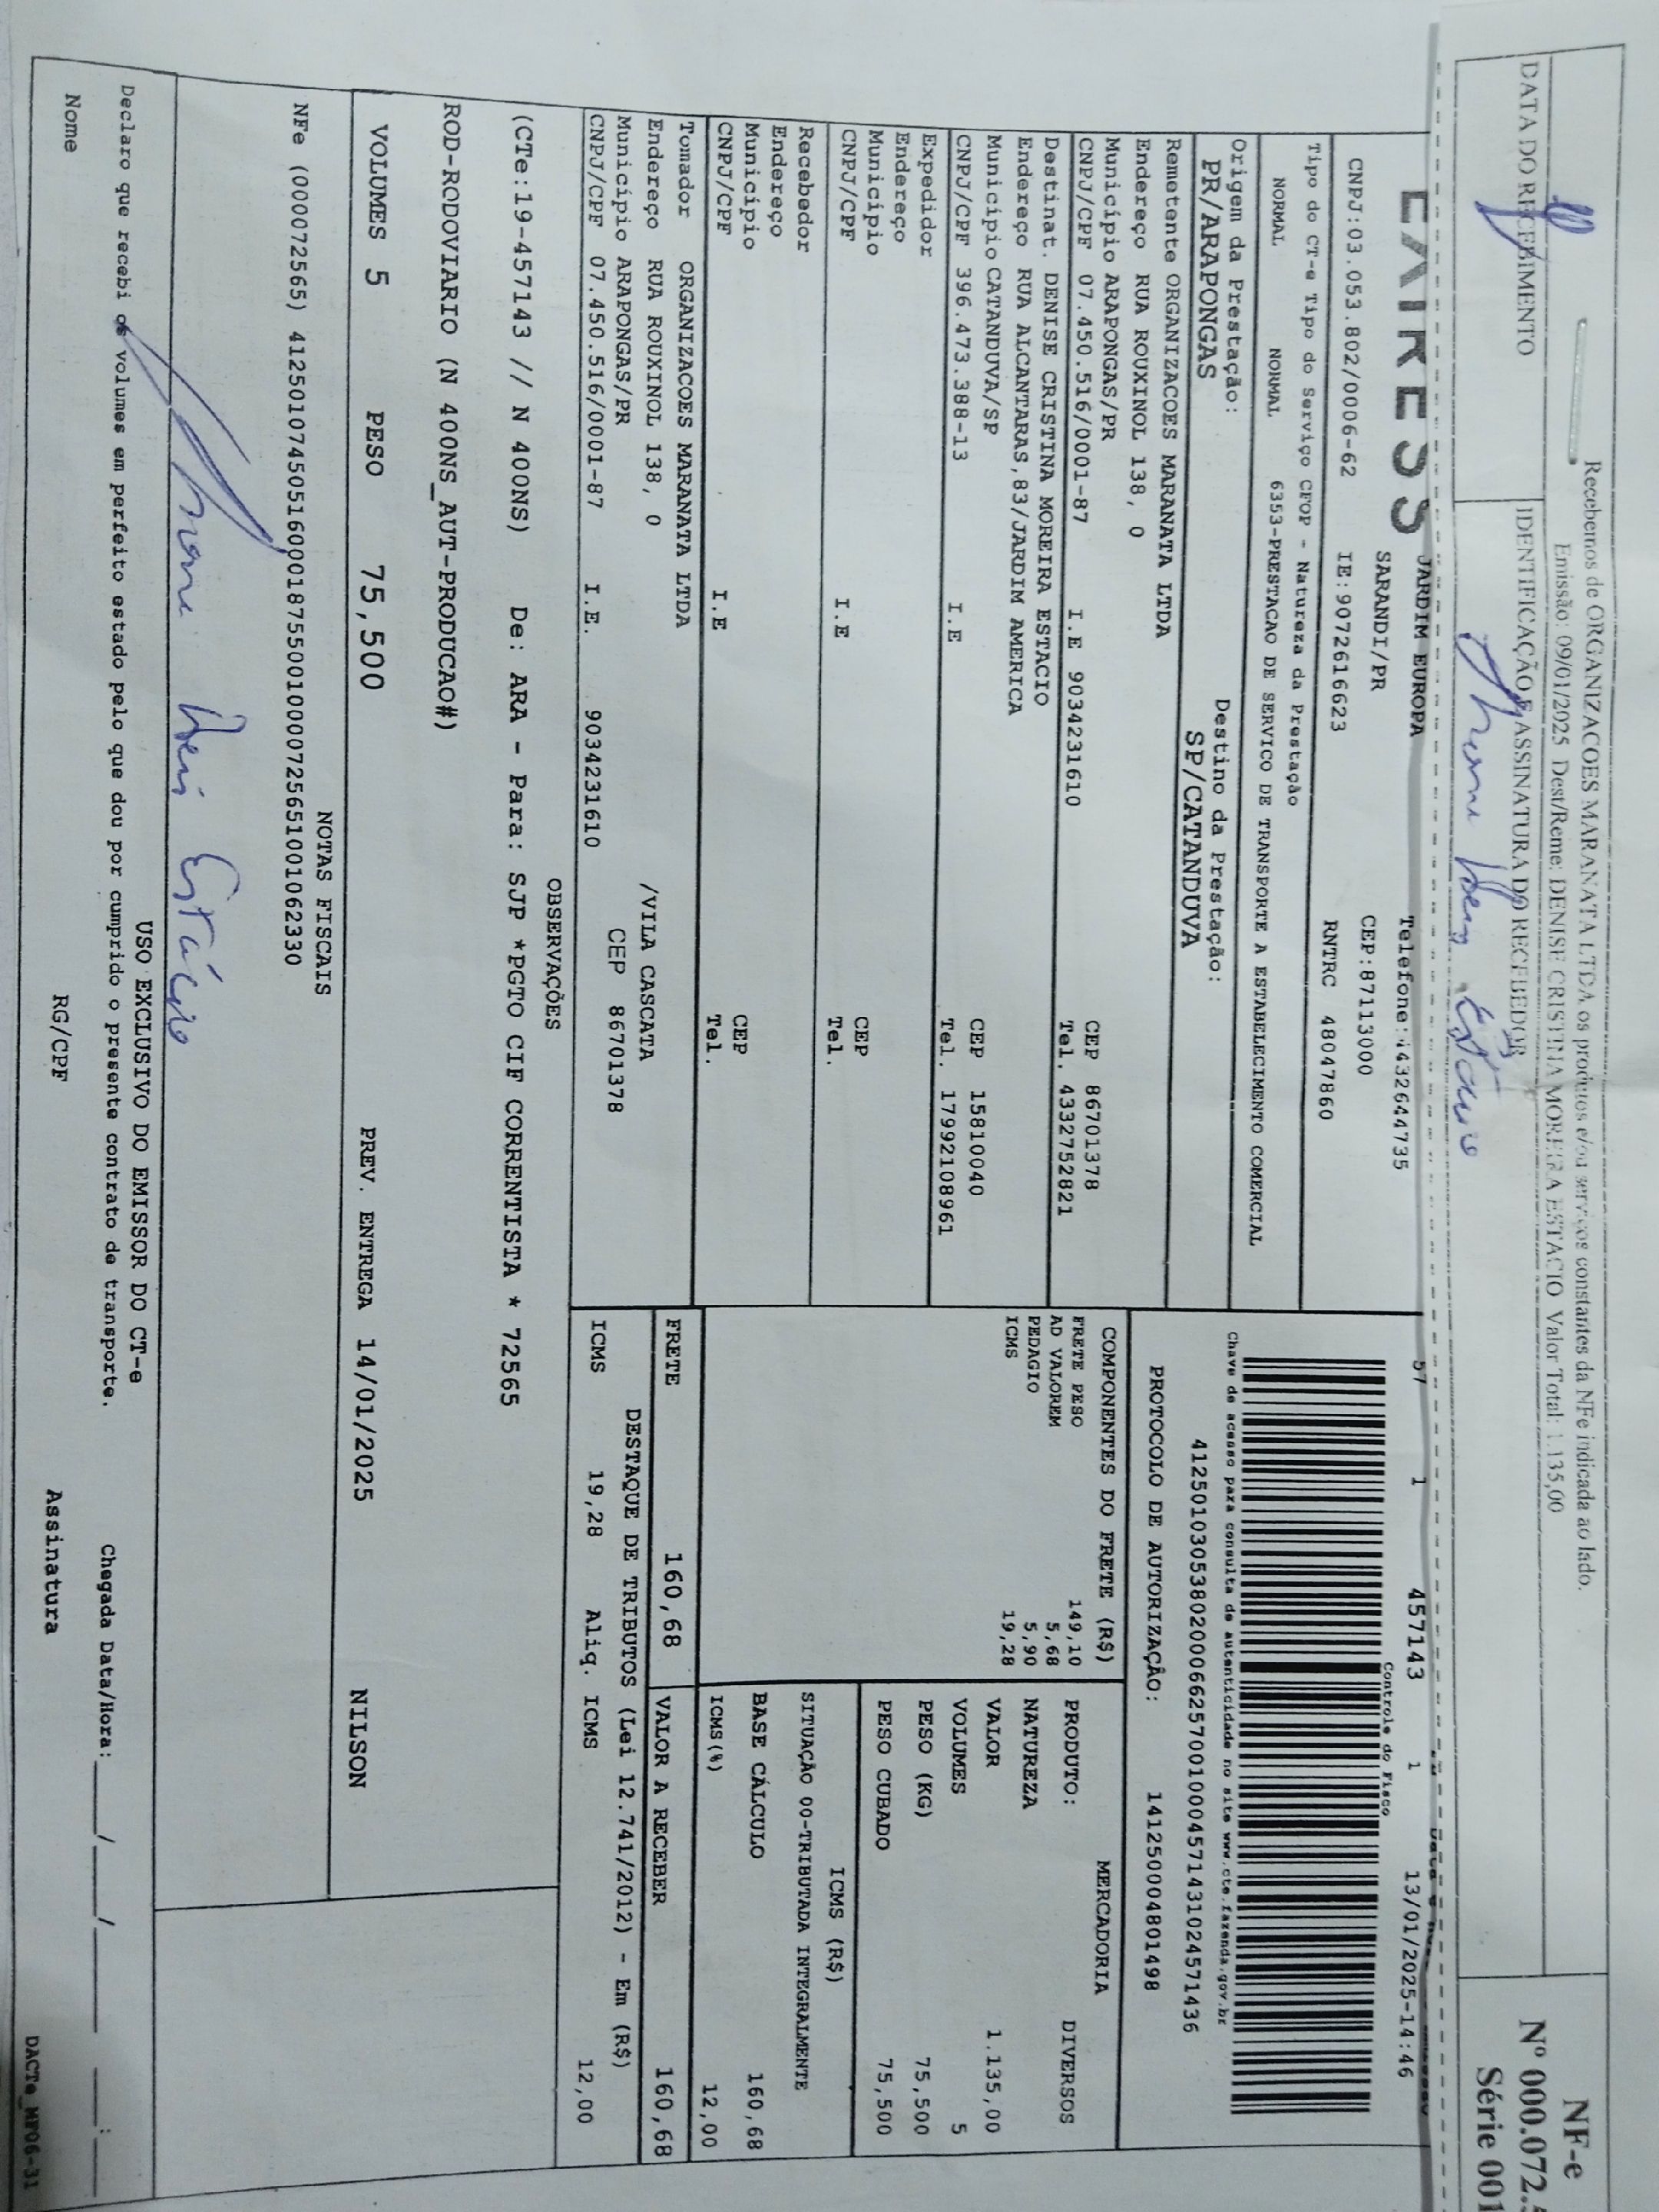 Recebemos de ORGANIZACOES MARANATA LTDA os produtos e/ou serviços constantes da NFe indicada ao lado.
Emissão: 09/01/2025 Dest/Reme: DENISE CRISTINA MOREIRA ESTACIO Valor Total: 1.135,00
DATA DO RECEBIMENTO
IDENTIFICAÇÃO E ASSINATURA DO RECEBEDOR
NF-e
Nº 000.072.
Série 001
JARDIM EUROPA
Telefone:4432644735
SARANDI/PR
CEP:87113000
CNPJ:03.053.802/0006-62
IE:9072616623
RNTRC 4804786
57 1 457143 1 13/01/2025-14:46
Controle do Fisco
Tipo do CT-e Tipo do Serviço CFOP - Natureza da Prestação
NORMAL NORMAL 6353-PRESTACAO DE SERVICO DE TRANSPORTE A ESTABELECIMENTO COMERCIAL
Chave de acesso para consulta de autenticidade no site www.cte.fazenda.gov.br
41250103053802000662570010004571431024571436
Origem da Prestação:
PR/ARAPONGAS
Destino da Prestação:
SP/CATANDUVA
PROTOCOLO DE AUTORIZAÇÃO: 141250004801498
Remetente ORGANIZACOES MARANATA LTDA
Endereço RUA ROUXINOL 138, 0
Município ARAPONGAS/PR CEP 86701378
CNPJ/CPF 07.450.516/0001-87 I.E 9034231610 Tel. 4332752821
Destinat. DENISE CRISTINA MOREIRA ESTACIO
Endereço RUA ALCANTARAS,83/JARDIM AMERICA
Município CATANDUVA/SP CEP 15810040
CNPJ/CPF 396.473.388-13 I.E Tel. 17992108961
Expedidor
Endereço
Município CEP
CNPJ/CPF I.E Tel.
Recebedor
Endereço
Município CEP
CNPJ/CPF I.E Tel.
Tomador ORGANIZACOES MARANATA LTDA
Endereço RUA ROUXINOL 138, 0 /VILA CASCATA
Município ARAPONGAS/PR CEP 86701378
CNPJ/CPF 07.450.516/0001-87 I.E. 9034231610
COMPONENTES DO FRETE (R$)
FRETE PESO 149,10
AD VALOREM 5,68
PEDAGIO 5,90
ICMS 19,28
MERCADORIA
PRODUTO: DIVERSOS
NATUREZA
VALOR 1.135,00
VOLUMES 5
PESO (KG) 75,500
PESO CUBADO 75,500
ICMS (R$)
SITUAÇÃO 00-TRIBUTADA INTEGRALMENTE
BASE CÁLCULO 160,68
ICMS(%) 12,00
FRETE 160,68
VALOR A RECEBER 160,68
DESTAQUE DE TRIBUTOS (Lei 12.741/2012) - Em (R$)
ICMS 19,28 Aliq. ICMS 12,00
OBSERVAÇÕES
(CTe:19-457143 // N 400NS) De: ARA - Para: SJP *PGTO CIF CORRENTISTA * 72565
ROD-RODOVIARIO (N 400NS_AUT-PRODUCAO#)
VOLUMES 5 PESO 75,500 PREV. ENTREGA 14/01/2025 NILSON
NOTAS FISCAIS
NFe (000072565) 41250107450516000187550010000725651001062330
Estácio
USO EXCLUSIVO DO EMISSOR DO CT-e
Declaro que recebi os volumes em perfeito estado pelo que dou por cumprido o presente contrato de transporte. Chegada Data/Hora: ____/____/______ ___:___
Nome RG/CPF Assinatura
DACTe_MP06-31